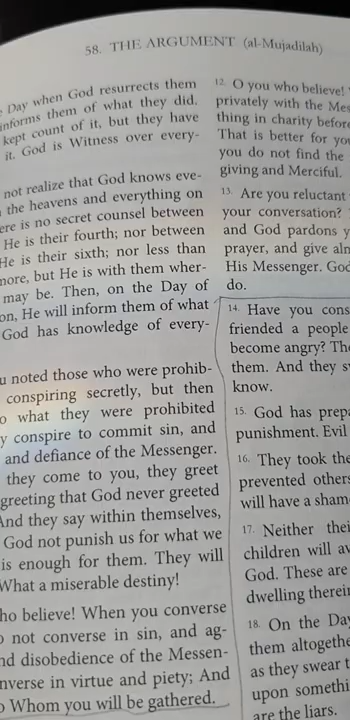 58. THE ARGUMENT (al-Mujadilah)
Day when God resurrects them
informs them of what they did.
kept count of it, but they have
it. God is Witness over every-
not realize that God knows eve-
the heavens and everything on
ere is no secret counsel between
He is their fourth; nor between
He is their sixth; nor less than
more, but He is with them wher-
may be. Then, on the Day of
on, He will inform them of what
God has knowledge of every-
u noted those who were prohib-
conspiring secretly, but then
o what they were prohibited
y conspire to commit sin, and
and defiance of the Messenger.
they come to you, they greet
greeting that God never greeted
And they say within themselves,
God not punish us for what we
is enough for them. They will
What a miserable destiny!
ho believe! When you converse
o not converse in sin, and ag-
nd disobedience of the Messen-
nverse in virtue and piety; And
o Whom you will be gathered.
12. O you who believe!
privately with the Mes
thing in charity before
That is better for you
you do not find the
giving and Merciful.
13. Are you reluctant
your conversation?
and God pardons y
prayer, and give alm
His Messenger. God
do.
14. Have you cons
friended a people
become angry? The
them. And they sw
know.
15. God has prepa
punishment. Evil
16. They took the
prevented others
will have a sham
17. Neither thei
children will av
God. These are
dwelling therein
18. On the Day
them altogethe
as they swear t
upon somethi
are the liars.